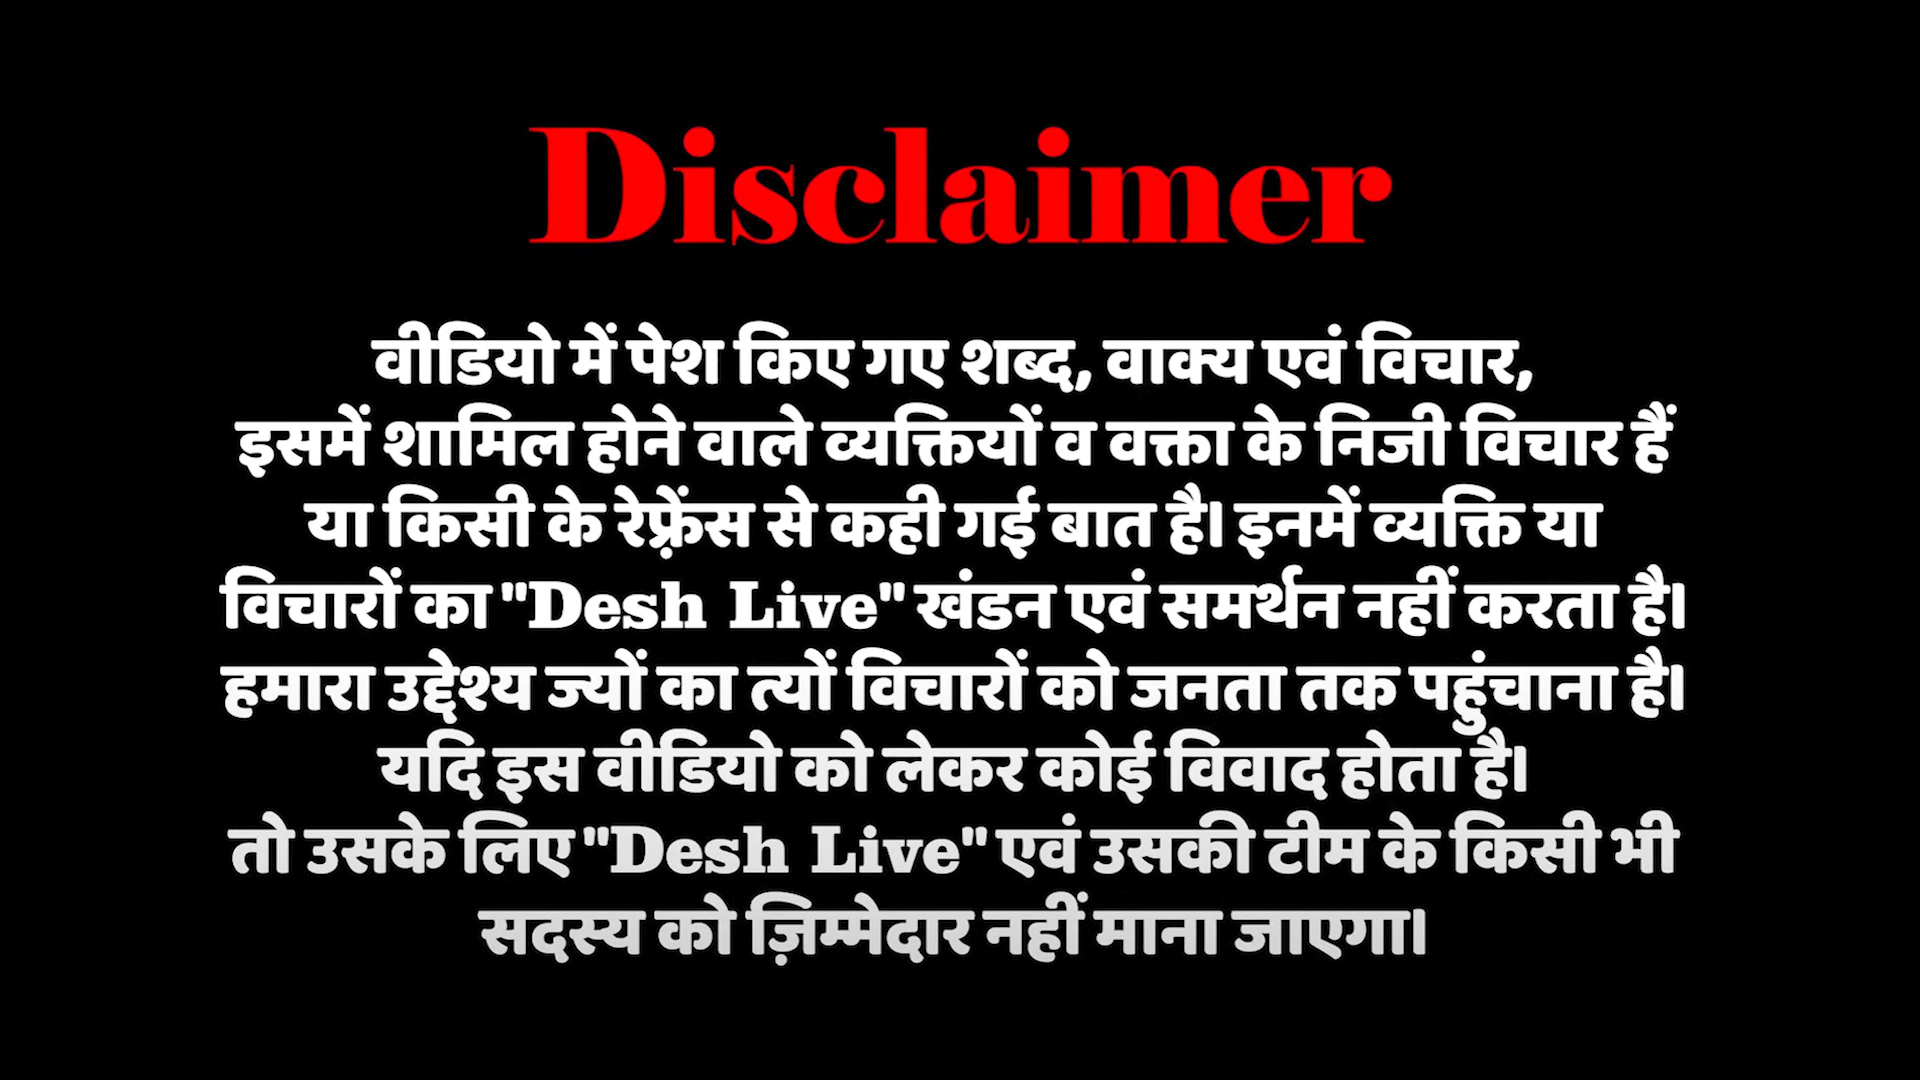 Disclaimer
वीडियो में पेश किए गए शब्द, वाक्य एवं विचार,
इसमें शामिल होने वाले व्यक्तियों व वक्ता के निजी विचार हैं
या किसी के रेफ़्रेंस से कही गई बात है। इनमें व्यक्ति या
विचारों का "Desh Live" खंडन एवं समर्थन नहीं करता है।
हमारा उद्देश्य ज्यों का त्यों विचारों को जनता तक पहुंचाना है।
यदि इस वीडियो को लेकर कोई विवाद होता है।
तो उसके लिए "Desh Live" एवं उसकी टीम के किसी भी
सदस्य को ज़िम्मेदार नहीं माना जाएगा।